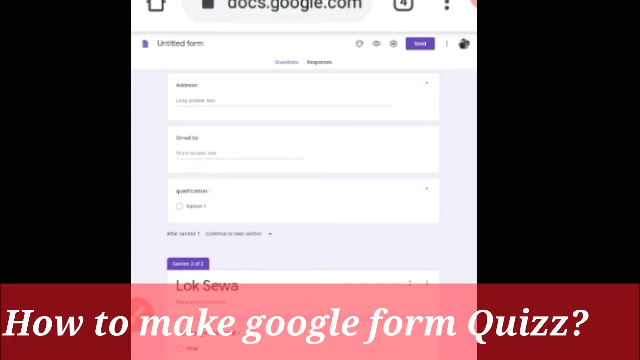 docs.google.com
4
Untitled form
Send
Questions Responses
Address:
Long answer text
Gmail Id:
Short answer text
qualification :
Option 1
After section 1 Continue to next section
Section 2 of 2
Lok Sewa
How to make google form Quizz?